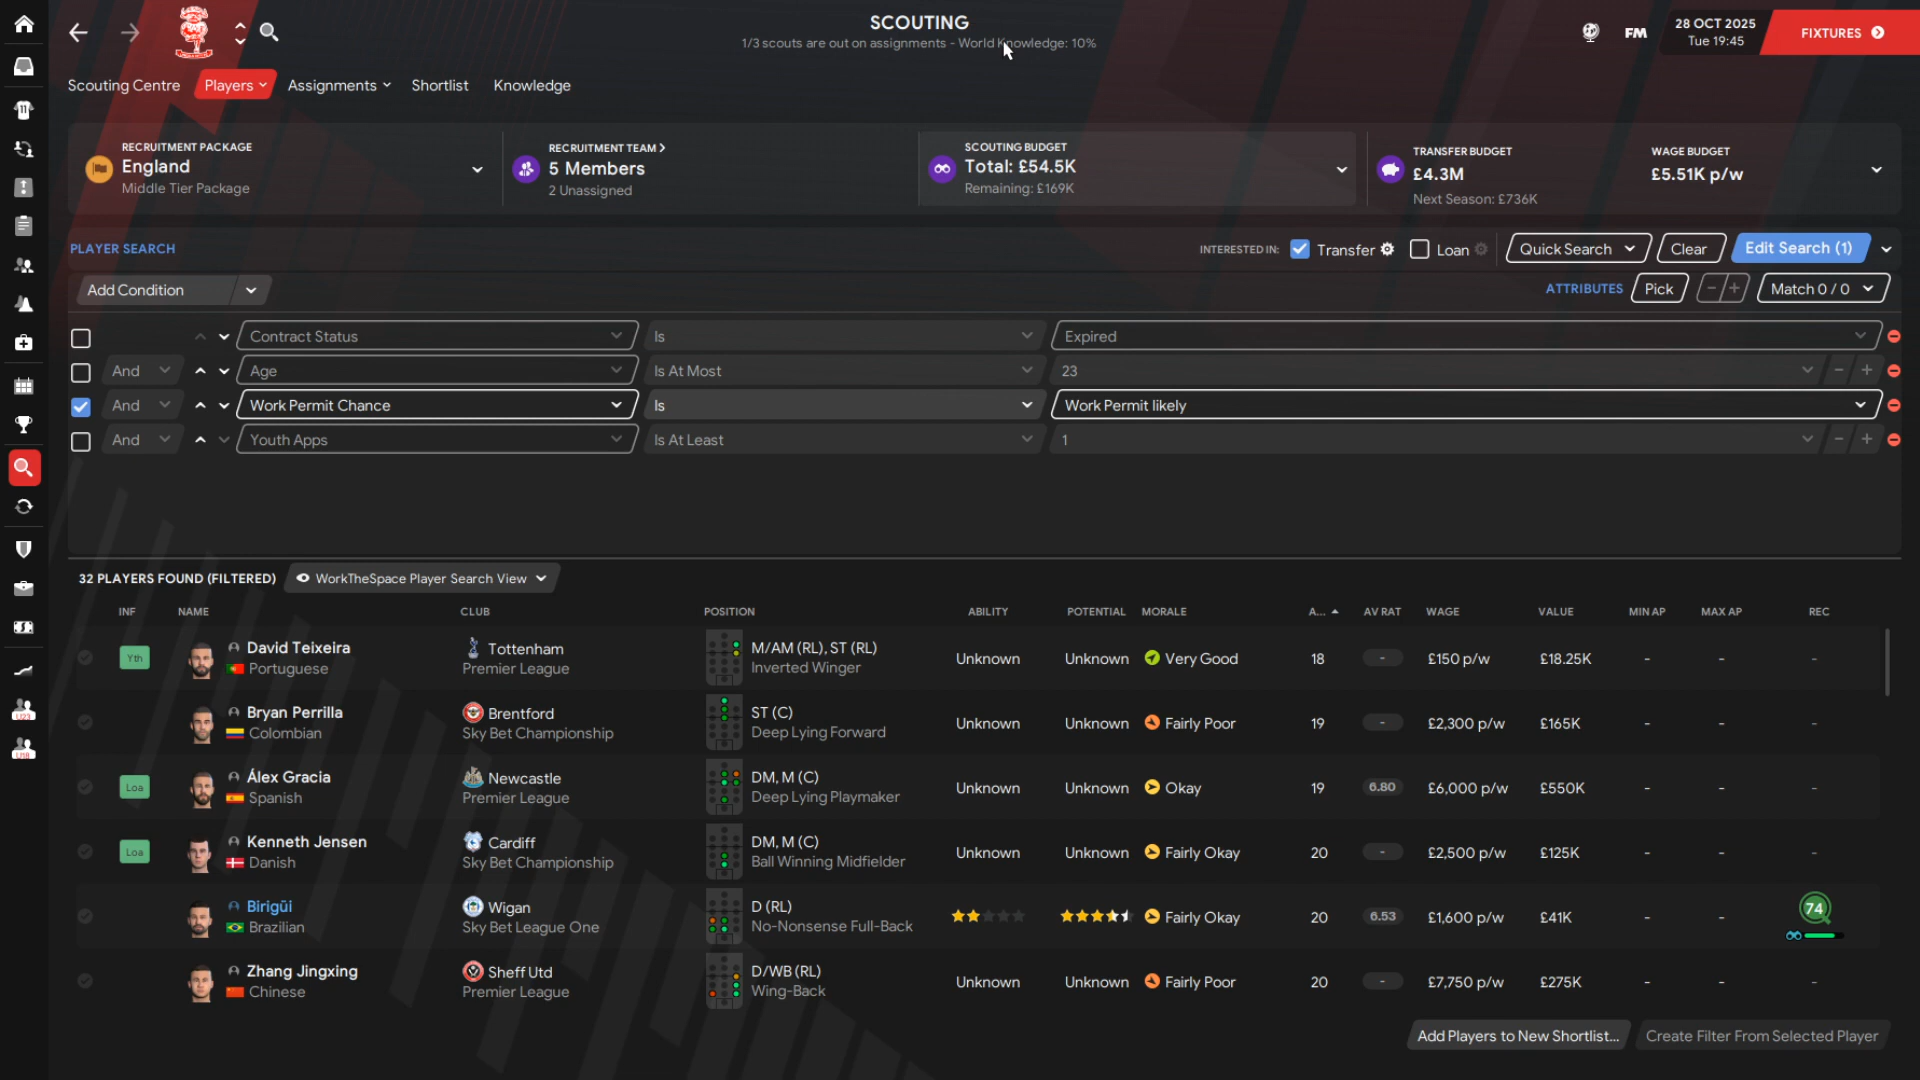 SCOUTING
1/3 scouts are out on assignments - World Knowledge: 10%
FM
28 OCT 2025
Tue 19:45
FIXTURES
Scouting Centre Players Assignments Shortlist Knowledge
RECRUITMENT PACKAGE
England
Middle Tier Package
RECRUITMENT TEAM >
5 Members
2 Unassigned
SCOUTING BUDGET
Total: £54.5K
Remaining: £169K
TRANSFER BUDGET
£4.3M
Next Season: £736K
WAGE BUDGET
£5.51K p/w
PLAYER SEARCH
INTERESTED IN: Transfer Loan Quick Search Clear Edit Search (1)
Add Condition
ATTRIBUTES Pick - / + Match 0 / 0
Contract Status Is Expired
And Age Is At Most 23 - +
And Work Permit Chance Is Work Permit likely
And Youth Apps Is At Least 1 - +
32 PLAYERS FOUND (FILTERED) WorkTheSpace Player Search View
INF NAME CLUB POSITION ABILITY POTENTIAL MORALE A... AV RAT WAGE VALUE MIN AP MAX AP REC
Yth David Teixeira Tottenham M/AM (RL), ST (RL) Unknown Unknown Very Good 18 - £150 p/w £18.25K - - -
Portuguese Premier League Inverted Winger
Bryan Perrilla Brentford ST (C) Unknown Unknown Fairly Poor 19 - £2,300 p/w £165K - - -
Colombian Sky Bet Championship Deep Lying Forward
Loa Álex Gracia Newcastle DM, M (C) Unknown Unknown Okay 19 6.80 £6,000 p/w £550K - - -
Spanish Premier League Deep Lying Playmaker
Loa Kenneth Jensen Cardiff DM, M (C) Unknown Unknown Fairly Okay 20 - £2,500 p/w £125K - - -
Danish Sky Bet Championship Ball Winning Midfielder
Birigüi Wigan D (RL) Fairly Okay 20 6.53 £1,600 p/w £41K - - 74
Brazilian Sky Bet League One No-Nonsense Full-Back
Zhang Jingxing Sheff Utd D/WB (RL) Unknown Unknown Fairly Poor 20 - £7,750 p/w £275K - - -
Chinese Premier League Wing-Back
Add Players to New Shortlist... Create Filter From Selected Player